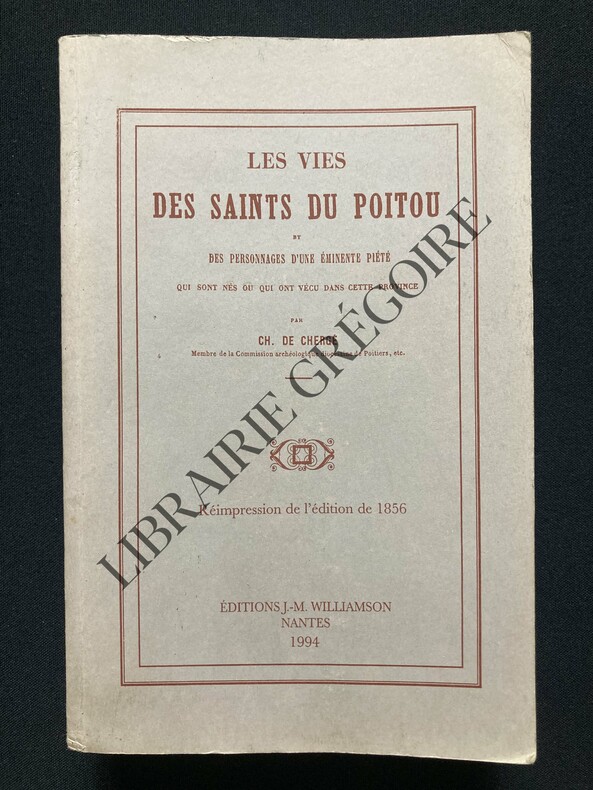 LES VIES
DES SAINTS DU POITOU
ET
DES PERSONNAGES D'UNE ÉMINENTE PIÉTÉ
QUI SONT NÉS OU QUI ONT VÉCU DANS CETTE PROVINCE
PAR
CH. DE CHERGÉ
Membre de la Commission archéologique diocésaine de Poitiers, etc.
Réimpression de l'édition de 1856
ÉDITIONS J.-M. WILLIAMSON
NANTES
1994
LIBRAIRIE GRÉGOIRE